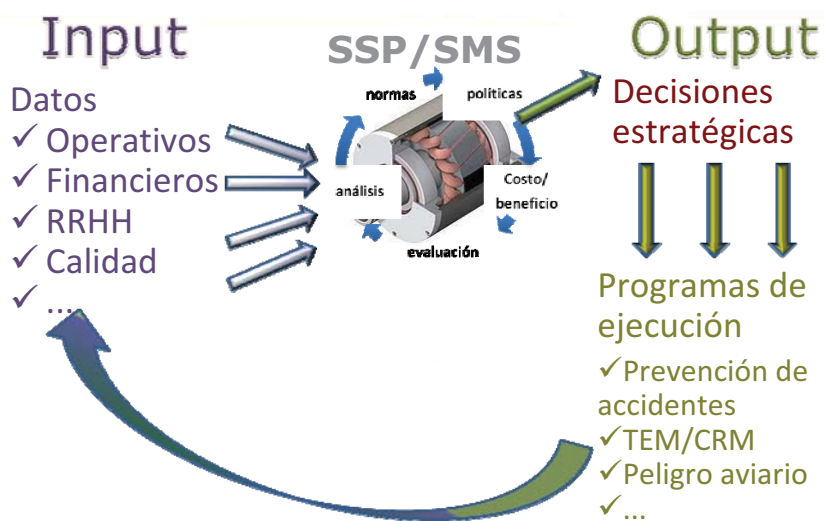 Input
Datos
✓ Operativos
✓ Financieros
✓ RRHH
✓ Calidad
✓ ...
SSP/SMS
normas
políticas
análisis
Costo/
beneficio
evaluación
Output
Decisiones
estratégicas
Programas de
ejecución
✓Prevención de
accidentes
✓TEM/CRM
✓Peligro aviario
✓...